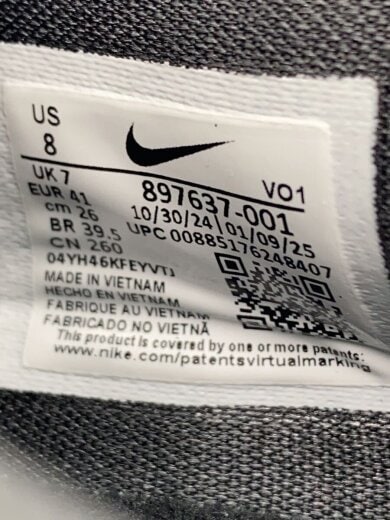 US
8
UK 7
EUR 41
cm 26
BR 39.5
CN 260
897637-001
VO1
10/30/24 | 01/09/25
UPC 00885176248407
04YH46KFEYVTJ
MADE IN VIETNAM
HECHO EN VIETNAM
FABRIQUE AU VIETNAM
FABRICADO NO VIETNÃ
This product is covered by one or more patents:
www.nike.com/patentsvirtualmarking